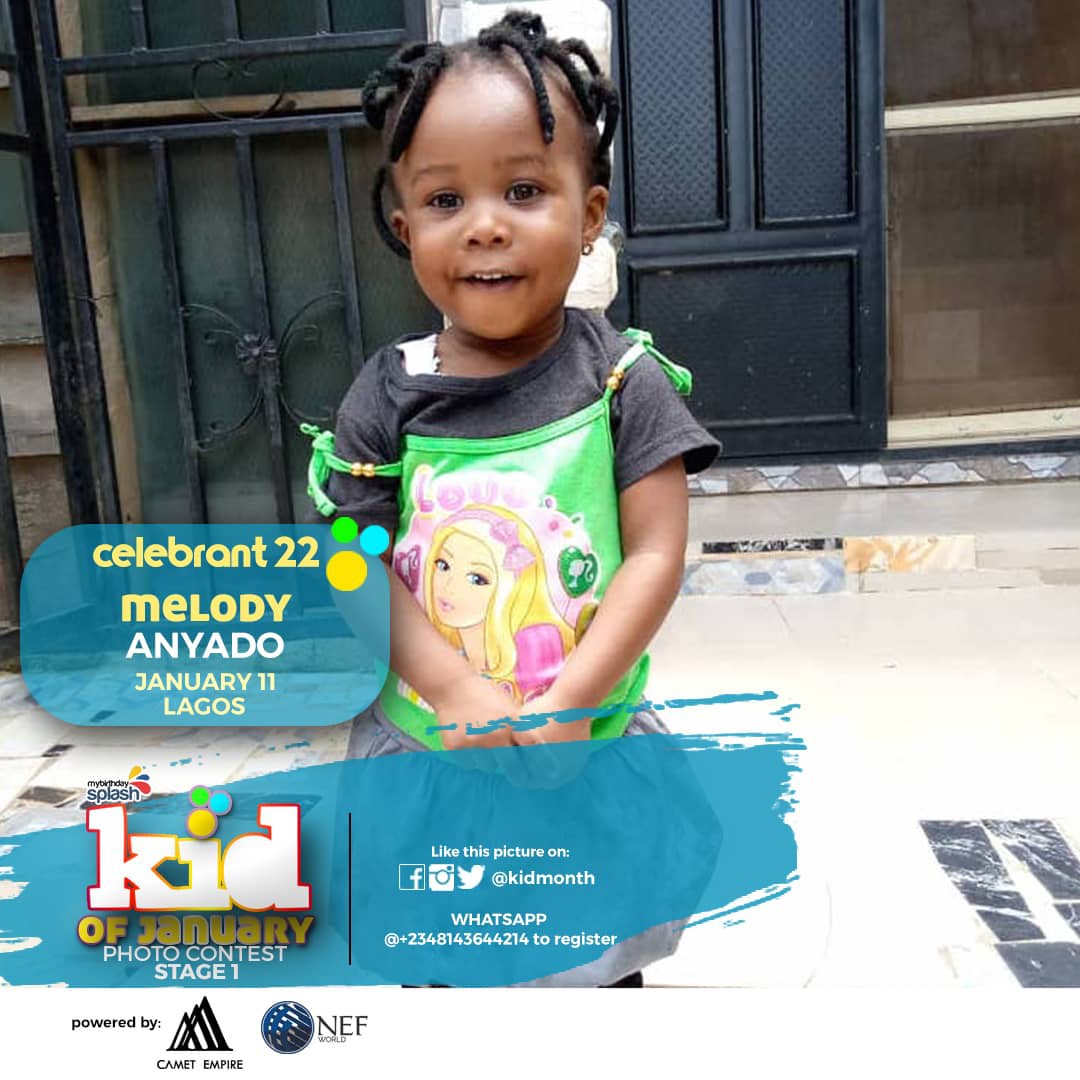 LOVE
celebrant 22
MeLODY
ANYADO
JANUARY 11
LAGOS
mybirthday
splash
kid
OF JaNUaRY
PHOTO CONTEST
STAGE 1
Like this picture on:
@kidmonth
WHATSAPP
@+2348143644214 to register
powered by:
CAMET EMPIRE
NEF
WORLD